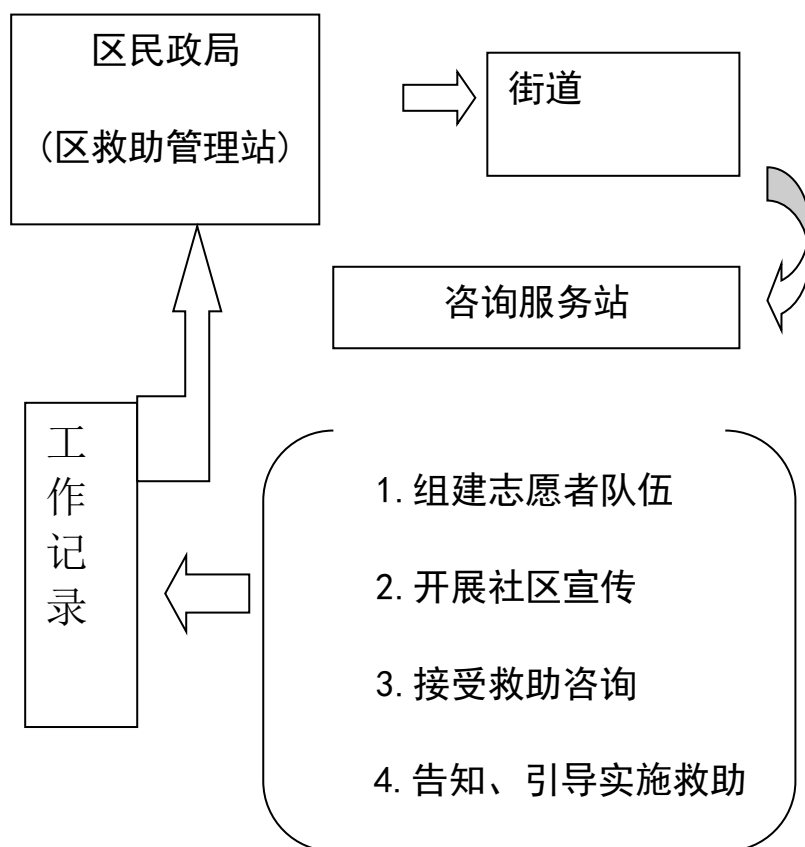 区民政局
(区救助管理站)
街道
咨询服务站
1.组建志愿者队伍
2.开展社区宣传
3.接受救助咨询
4.告知、引导实施救助
工
作
记
录